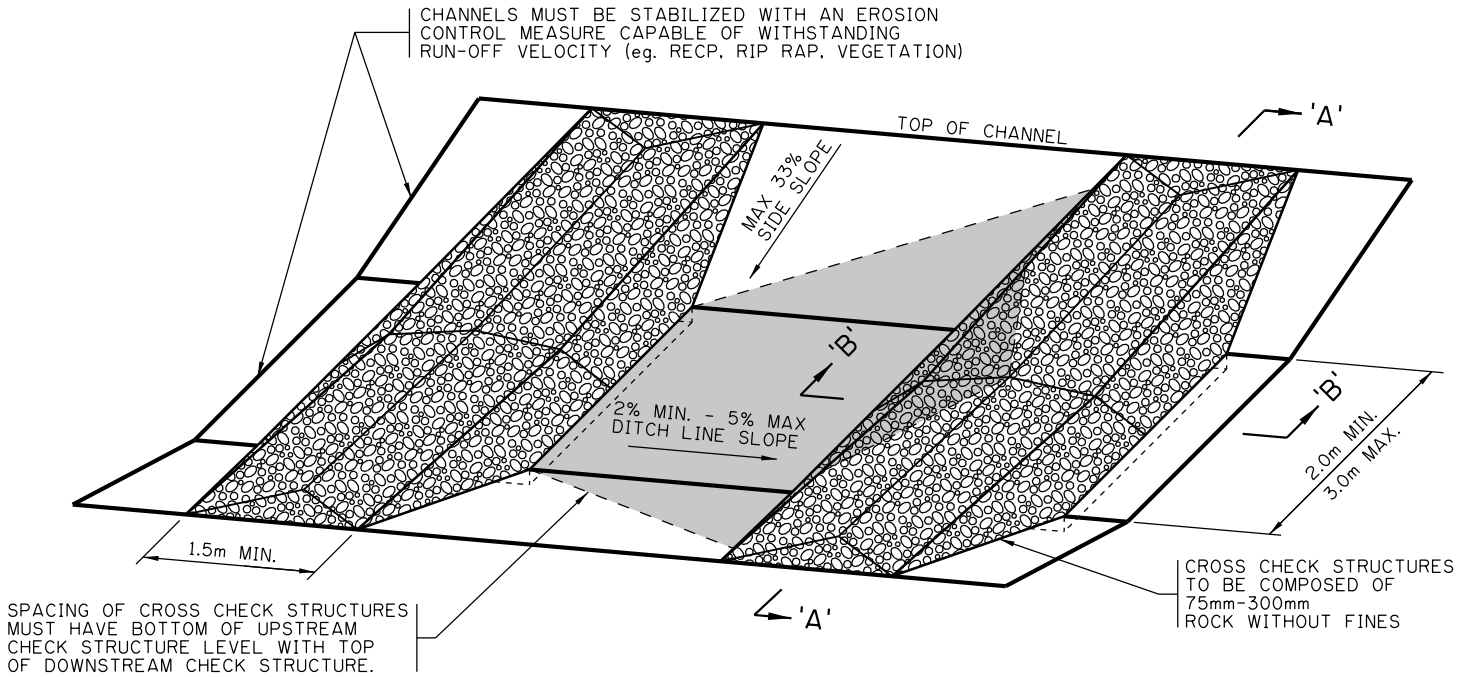 CHANNELS MUST BE STABILIZED WITH AN EROSION
CONTROL MEASURE CAPABLE OF WITHSTANDING
RUN-OFF VELOCITY (eg. RECP, RIP RAP, VEGETATION)
'A'
TOP OF CHANNEL
MAX 33%
SIDE SLOPE
'B'
2% MIN. - 5% MAX
DITCH LINE SLOPE
'B'
2.0m MIN.
3.0m MAX.
1.5m MIN.
CROSS CHECK STRUCTURES
TO BE COMPOSED OF
75mm-300mm
ROCK WITHOUT FINES
SPACING OF CROSS CHECK STRUCTURES
MUST HAVE BOTTOM OF UPSTREAM
CHECK STRUCTURE LEVEL WITH TOP
OF DOWNSTREAM CHECK STRUCTURE.
'A'